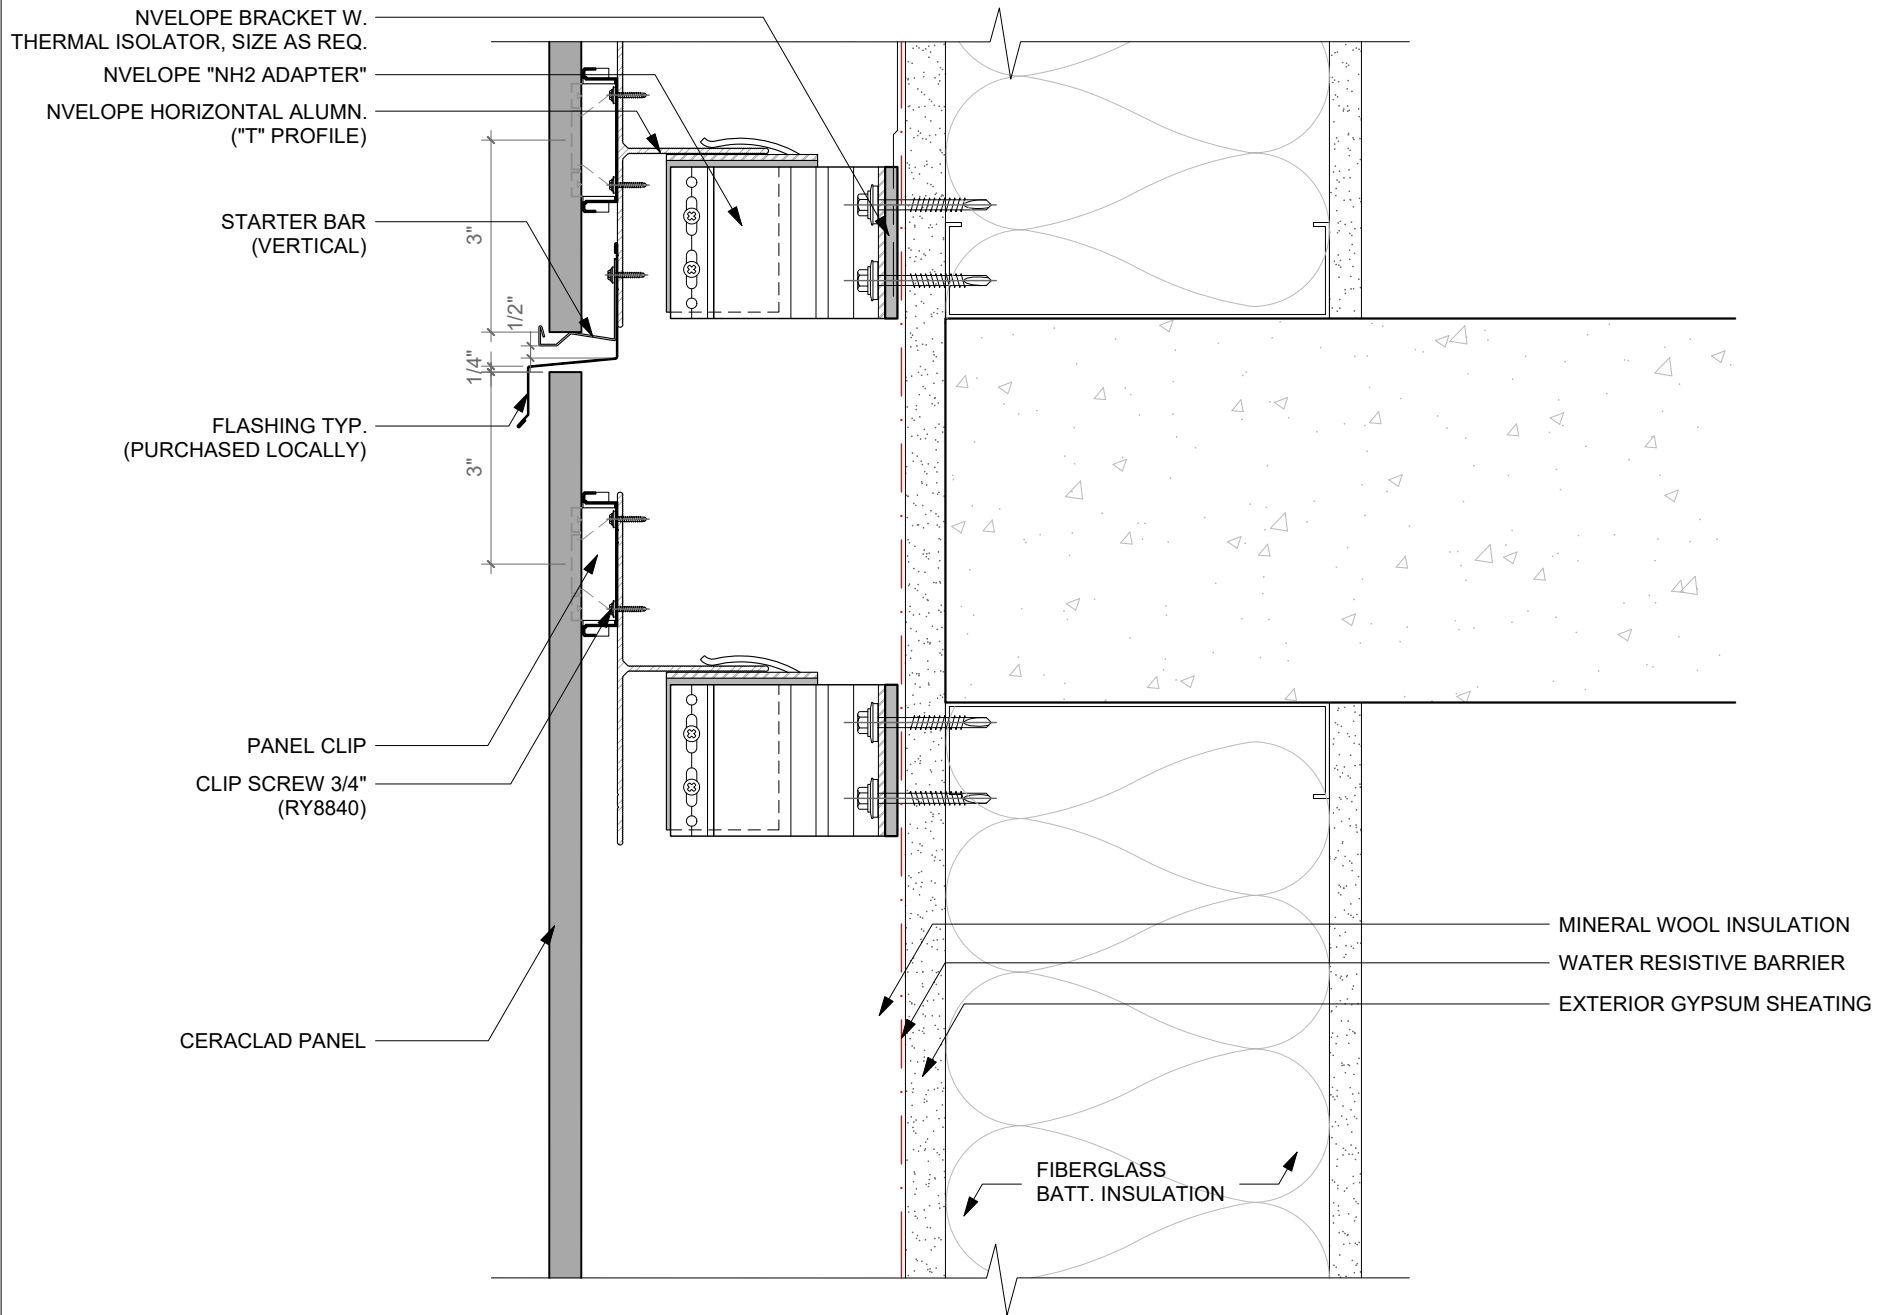 NVELOPE BRACKET W.
THERMAL ISOLATOR, SIZE AS REQ.
NVELOPE "NH2 ADAPTER"
NVELOPE HORIZONTAL ALUMN.
("T" PROFILE)
STARTER BAR
(VERTICAL)
3"
1/2"
1/4"
FLASHING TYP.
(PURCHASED LOCALLY)
3"
PANEL CLIP
CLIP SCREW 3/4"
(RY8840)
CERACLAD PANEL
MINERAL WOOL INSULATION
WATER RESISTIVE BARRIER
EXTERIOR GYPSUM SHEATING
FIBERGLASS
BATT. INSULATION